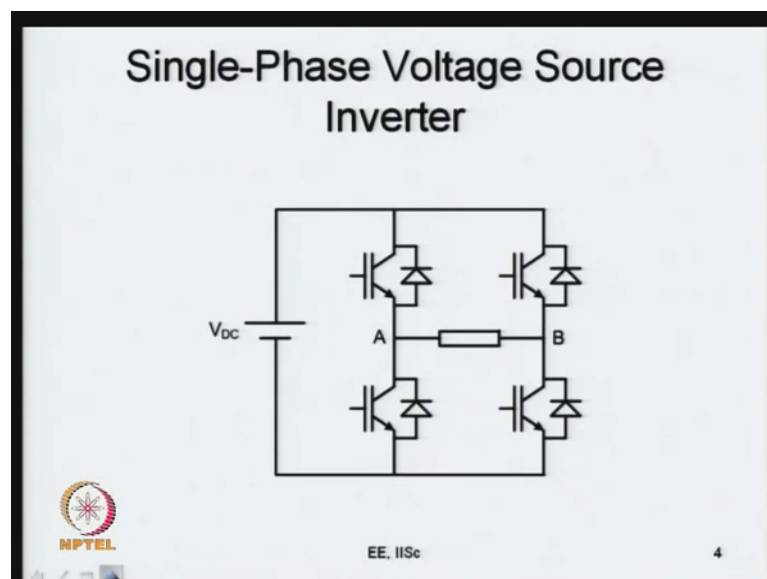 Single-Phase Voltage Source
Inverter
VDC
A
B
NPTEL
EE, IISc
4